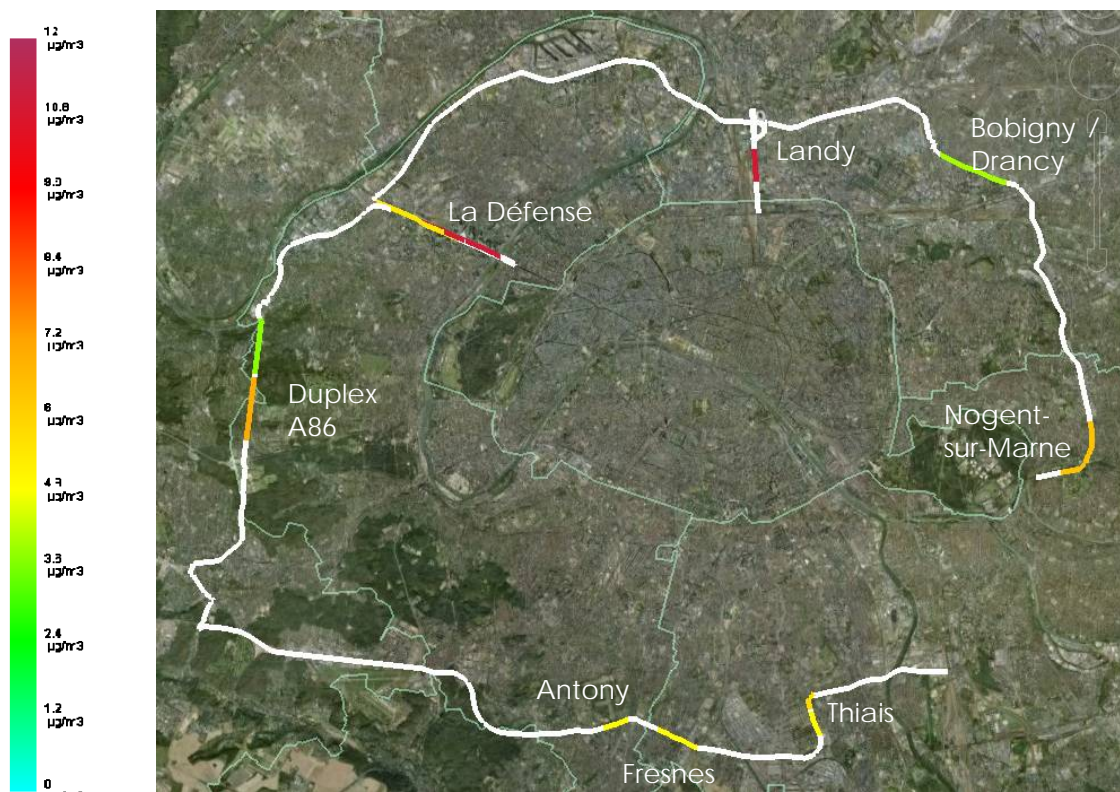 12
µg/m3
10.8
µg/m3
9.6
µg/m3
8.4
µg/m3
7.2
µg/m3
6
µg/m3
4.8
µg/m3
3.6
µg/m3
2.4
µg/m3
1.2
µg/m3
0
Landy
Bobigny /
Drancy
La Défense
Duplex
A86
Nogent-
sur-Marne
Antony
Thiais
Fresnes